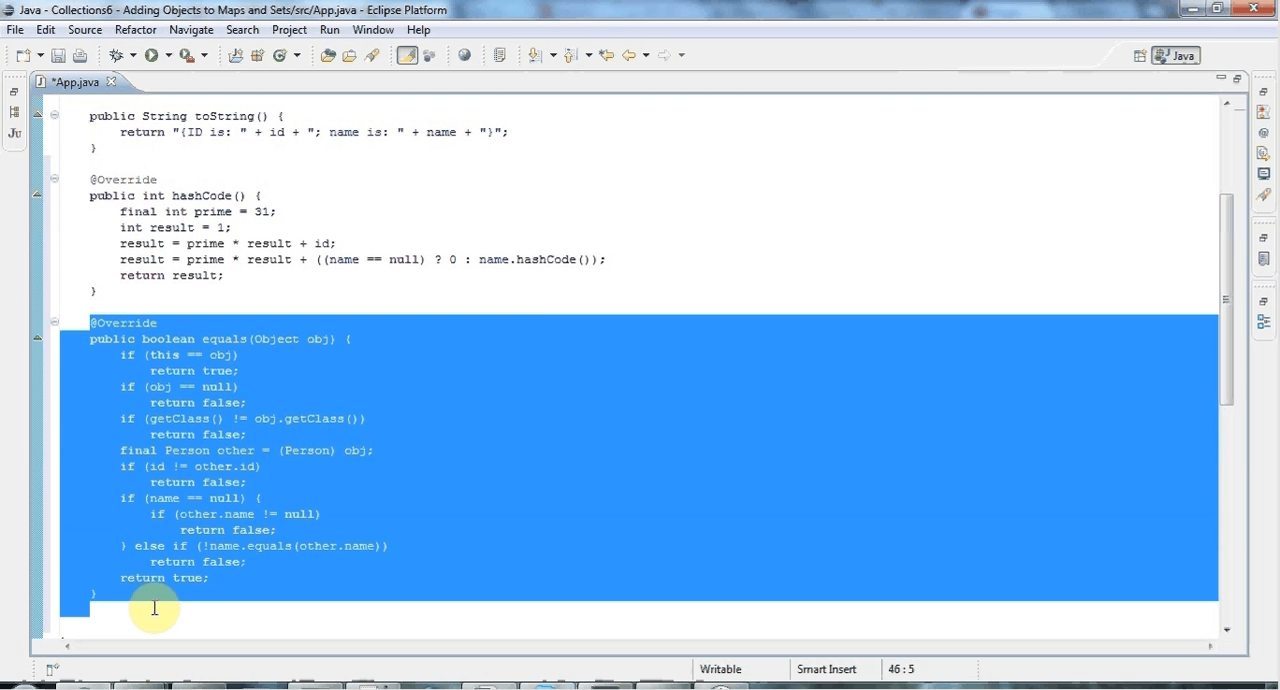 Java - Collections6 - Adding Objects to Maps and Sets/src/App.java - Eclipse Platform
File Edit Source Refactor Navigate Search Project Run Window Help
Java
*App.java
public String toString() {
return "{ID is: " + id + "; name is: " + name + "}";
}
@Override
public int hashCode() {
final int prime = 31;
int result = 1;
result = prime * result + id;
result = prime * result + ((name == null) ? 0 : name.hashCode());
return result;
}
@Override
public boolean equals(Object obj) {
if (this == obj)
return true;
if (obj == null)
return false;
if (getClass() != obj.getClass())
return false;
final Person other = (Person) obj;
if (id != other.id)
return false;
if (name == null) {
if (other.name != null)
return false;
} else if (!name.equals(other.name))
return false;
return true;
}
Writable Smart Insert 46 : 5